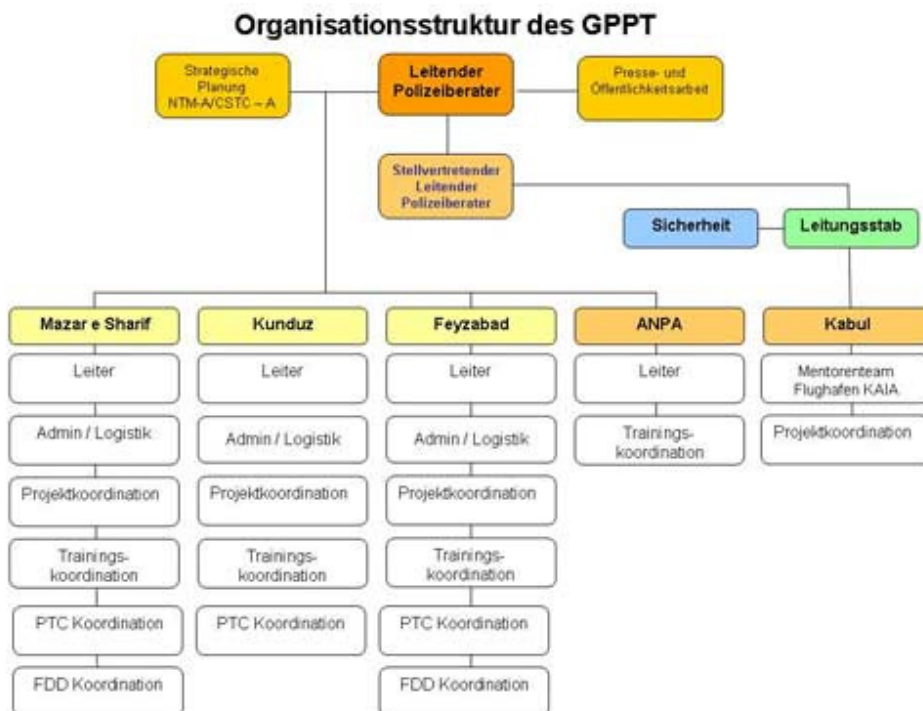 Organisationsstruktur des GPPT
Strategische
Planung
NTM-A/CSTC – A
Leitender
Polizeiberater
Presse- und
Öffentlichkeitsarbeit
Stellvertretender
Leitender
Polizeiberater
Sicherheit
Leitungsstab
Mazar e Sharif
Leiter
Admin / Logistik
Projektkoordination
Trainings-
koordination
PTC Koordination
FDD Koordination
Kunduz
Leiter
Admin / Logistik
Projektkoordination
Trainings-
koordination
PTC Koordination
Feyzabad
Leiter
Admin / Logistik
Projektkoordination
Trainings-
koordination
PTC Koordination
FDD Koordination
ANPA
Leiter
Trainings-
koordination
Kabul
Mentorenteam
Flughafen KAIA
Projektkoordination